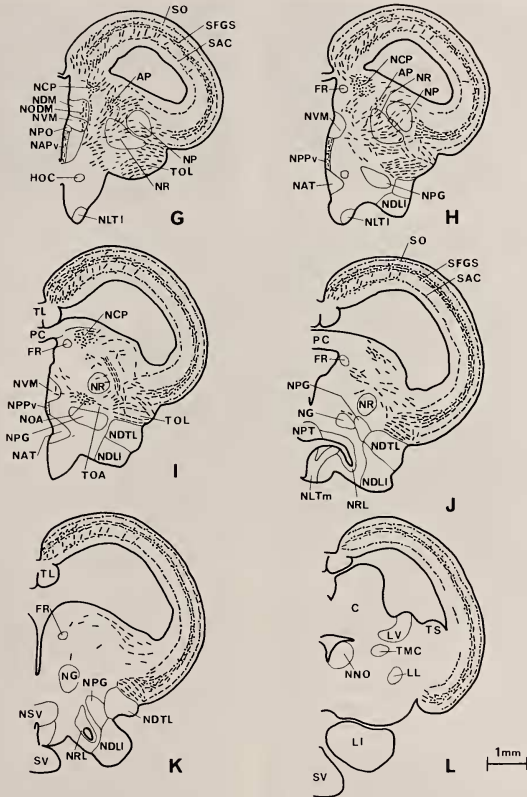 SO
SFGS
SAC
AP
NCP
NDM
NODM
NVM
NPO
NAPv
HOC
NP
TOL
NR
NLTl
G
NCP
AP
NR
NP
FR
NVM
NPPv
NAT
NPG
NDLI
NLTl
H
TL
NCP
PC
FR
NR
NVM
NPPv
NOA
NPG
NAT
TOL
NDTL
NDLI
TOA
I
SO
SFGS
SAC
PC
FR
NPG
NR
NG
NPT
NDTL
NDLI
NLTm
NRL
J
TL
FR
NG
NPG
NSV
NDTL
NDLI
NRL
SV
K
C
LV
TS
TMC
NNO
LL
LI
SV
L
1mm